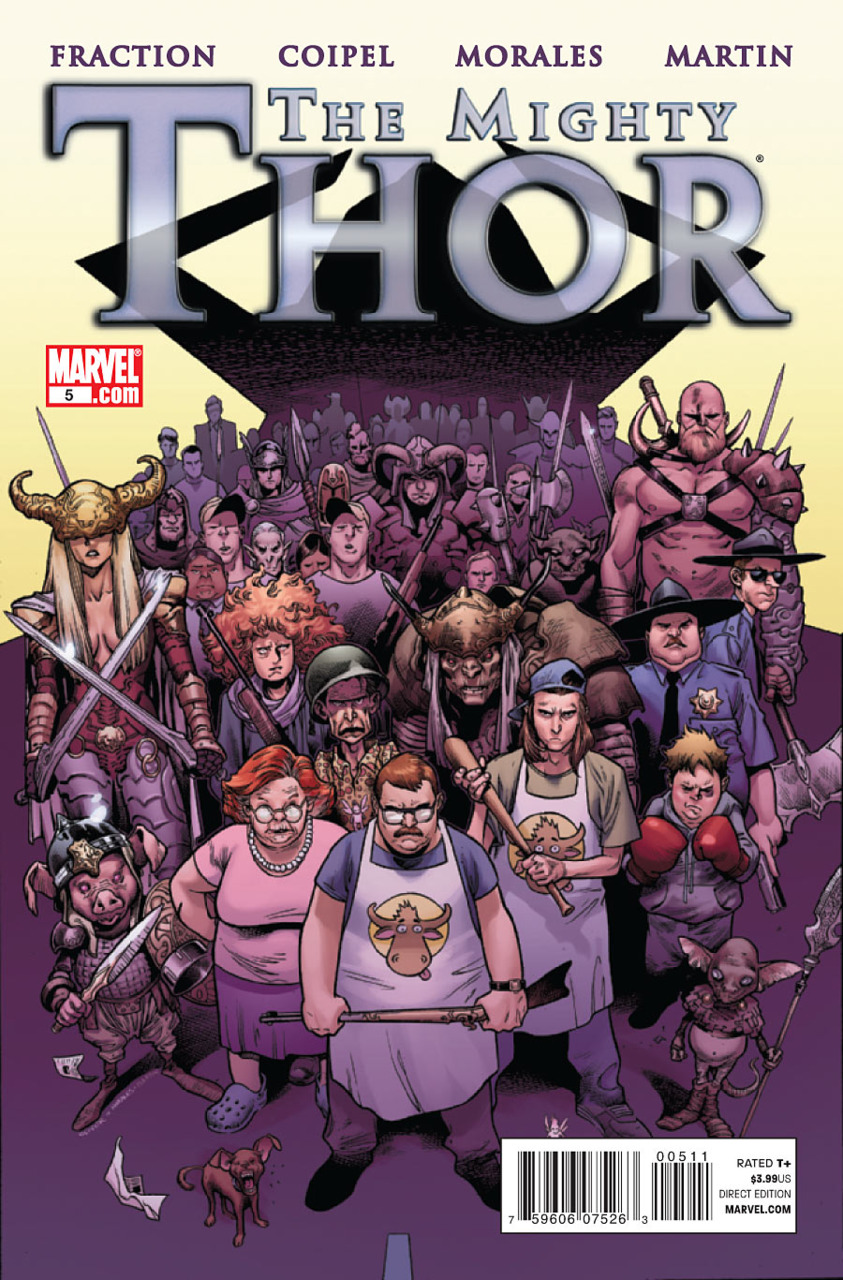 FRACTION COIPEL MORALES MARTIN
THE MIGHTY
THOR®
MARVEL®
5 .com
00511
RATED T+
$3.99US
DIRECT EDITION
MARVEL.COM
7 59606 07526 3